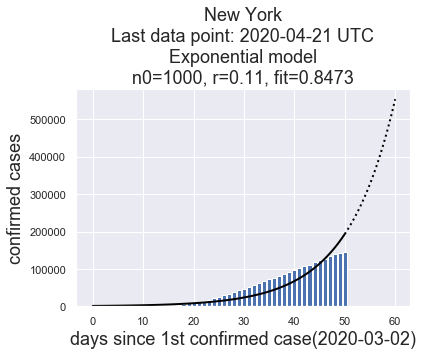 New York
Last data point: 2020-04-21 UTC
Exponential model
n0=1000, r=0.11, fit=0.8473
confirmed cases
500000
400000
300000
200000
100000
0
0 10 20 30 40 50 60
days since 1st confirmed case(2020-03-02)